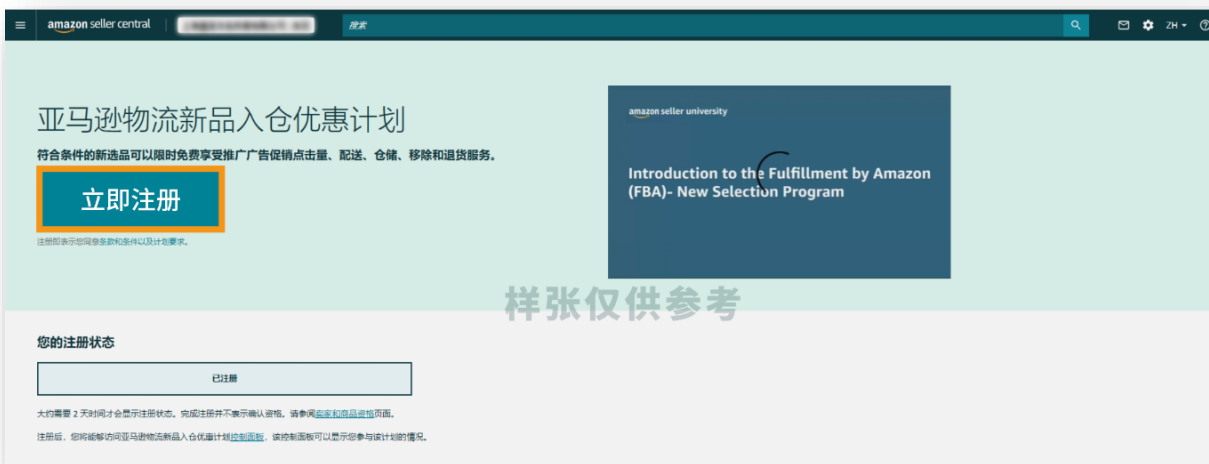 amazon seller central
搜索
ZH
亚马逊物流新品入仓优惠计划
符合条件的新选品可以限时免费享受推广广告促销点击量、配送、仓储、移除和退货服务。
立即注册
注册即表示您同意条款和条件以及计划要求。
amazon seller university
Introduction to the Fulfillment by Amazon
(FBA)- New Selection Program
样张仅供参考
您的注册状态
已注册
大约需要 2 天时间才会显示注册状态。完成注册并不表示确认资格。请参阅卖家和商品资格页面。
注册后，您将能够访问亚马逊物流新品入仓优惠计划控制面板，该控制面板可以显示您参与该计划的情况。